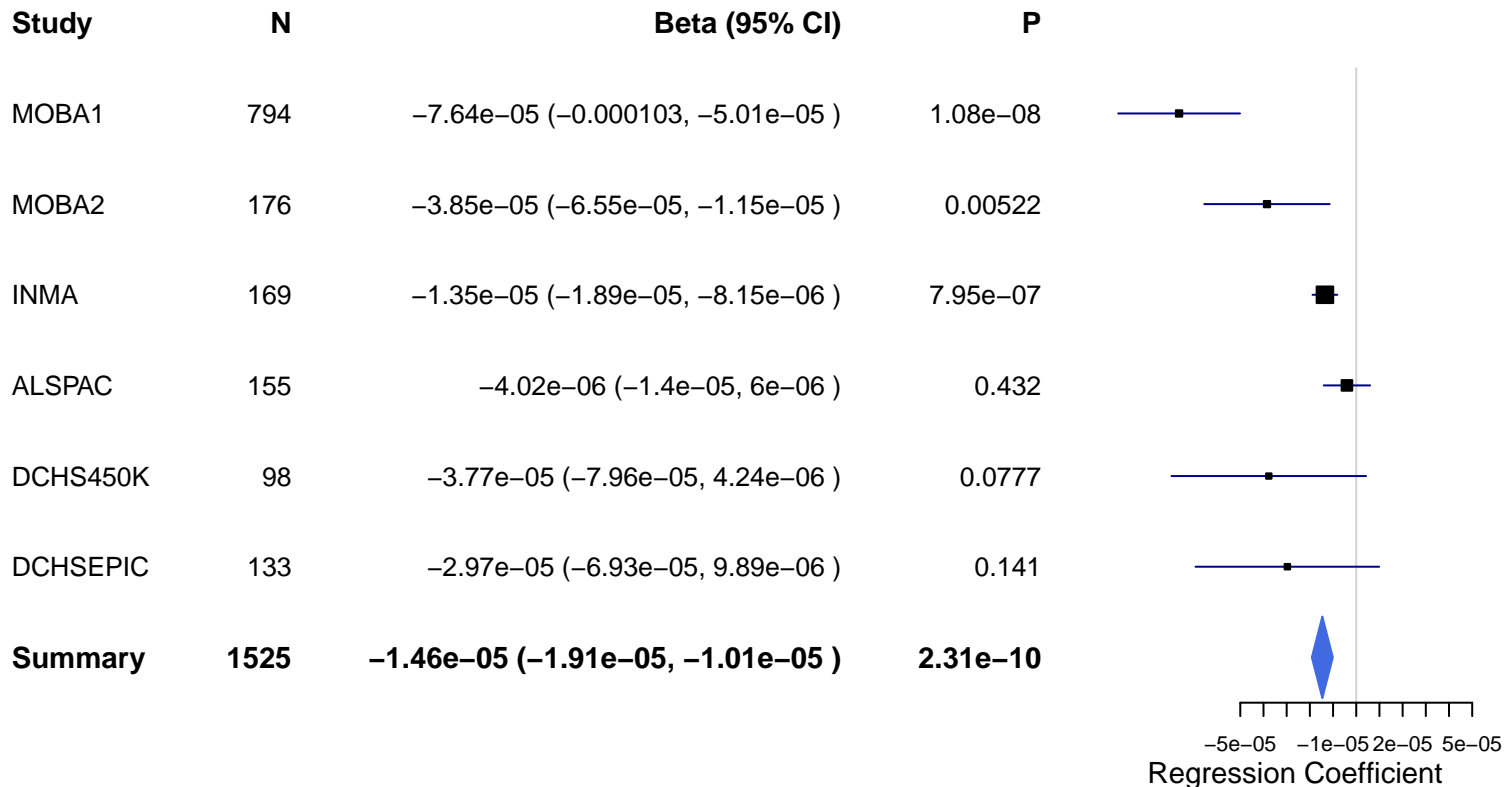 Study N Beta (95% CI) P
MOBA1 794 −7.64e−05 (−0.000103, −5.01e−05 ) 1.08e−08
MOBA2 176 −3.85e−05 (−6.55e−05, −1.15e−05 ) 0.00522
INMA 169 −1.35e−05 (−1.89e−05, −8.15e−06 ) 7.95e−07
ALSPAC 155 −4.02e−06 (−1.4e−05, 6e−06 ) 0.432
DCHS450K 98 −3.77e−05 (−7.96e−05, 4.24e−06 ) 0.0777
DCHSEPIC 133 −2.97e−05 (−6.93e−05, 9.89e−06 ) 0.141
Summary 1525 −1.46e−05 (−1.91e−05, −1.01e−05 ) 2.31e−10
−5e−05 −1e−05 2e−05 5e−05
Regression Coefficient